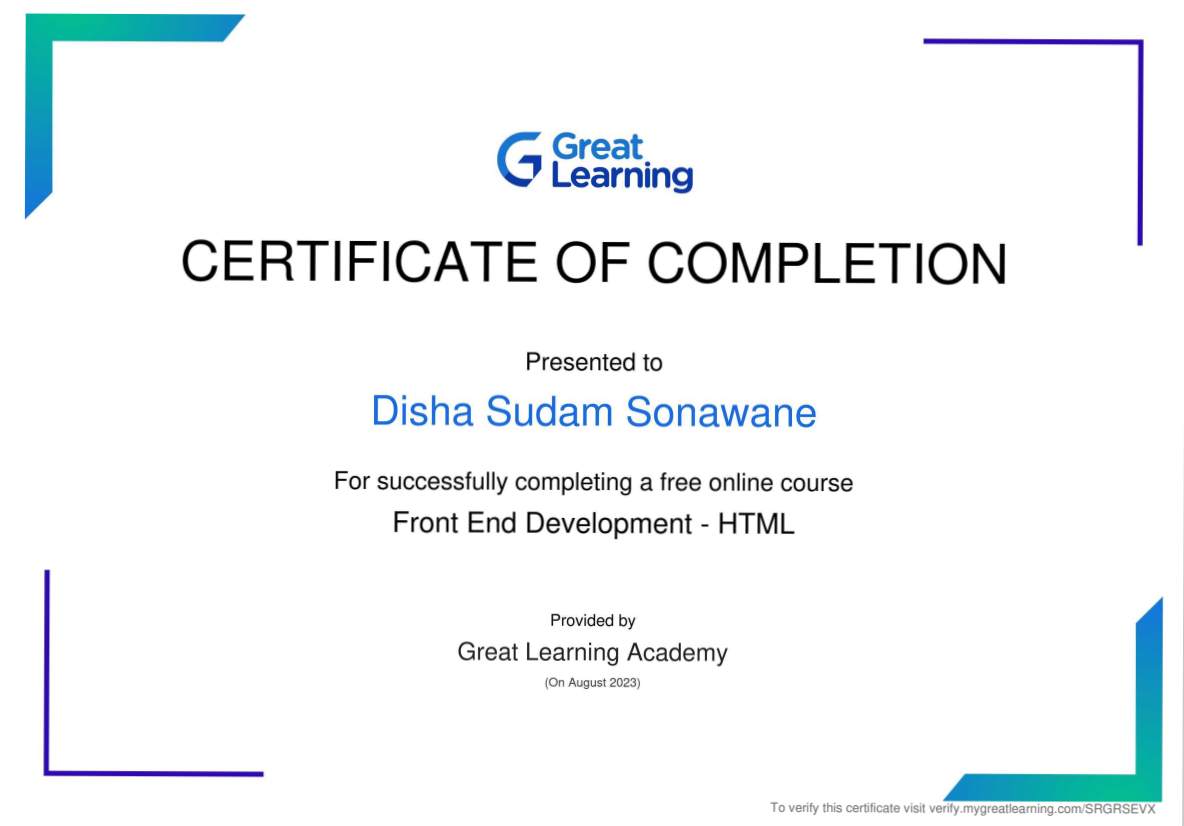 Great
Learning
CERTIFICATE OF COMPLETION
Presented to
Disha Sudam Sonawane
For successfully completing a free online course
Front End Development - HTML
Provided by
Great Learning Academy
(On August 2023)
To verify this certificate visit verify.mygreatlearning.com/SRGRSEVX